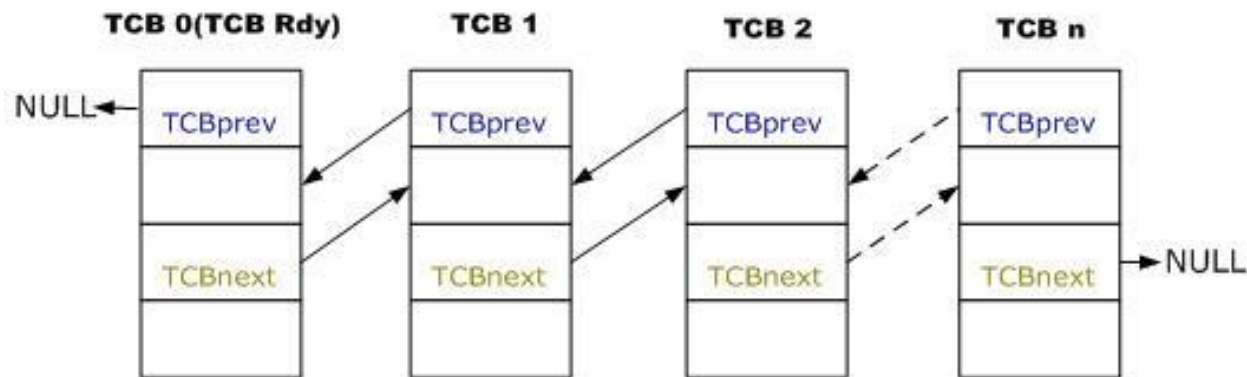 TCB 0(TCB Rdy) TCB 1 TCB 2 TCB n
NULL TCBprev TCBprev TCBprev TCBprev
TCBnext TCBnext TCBnext TCBnext NULL